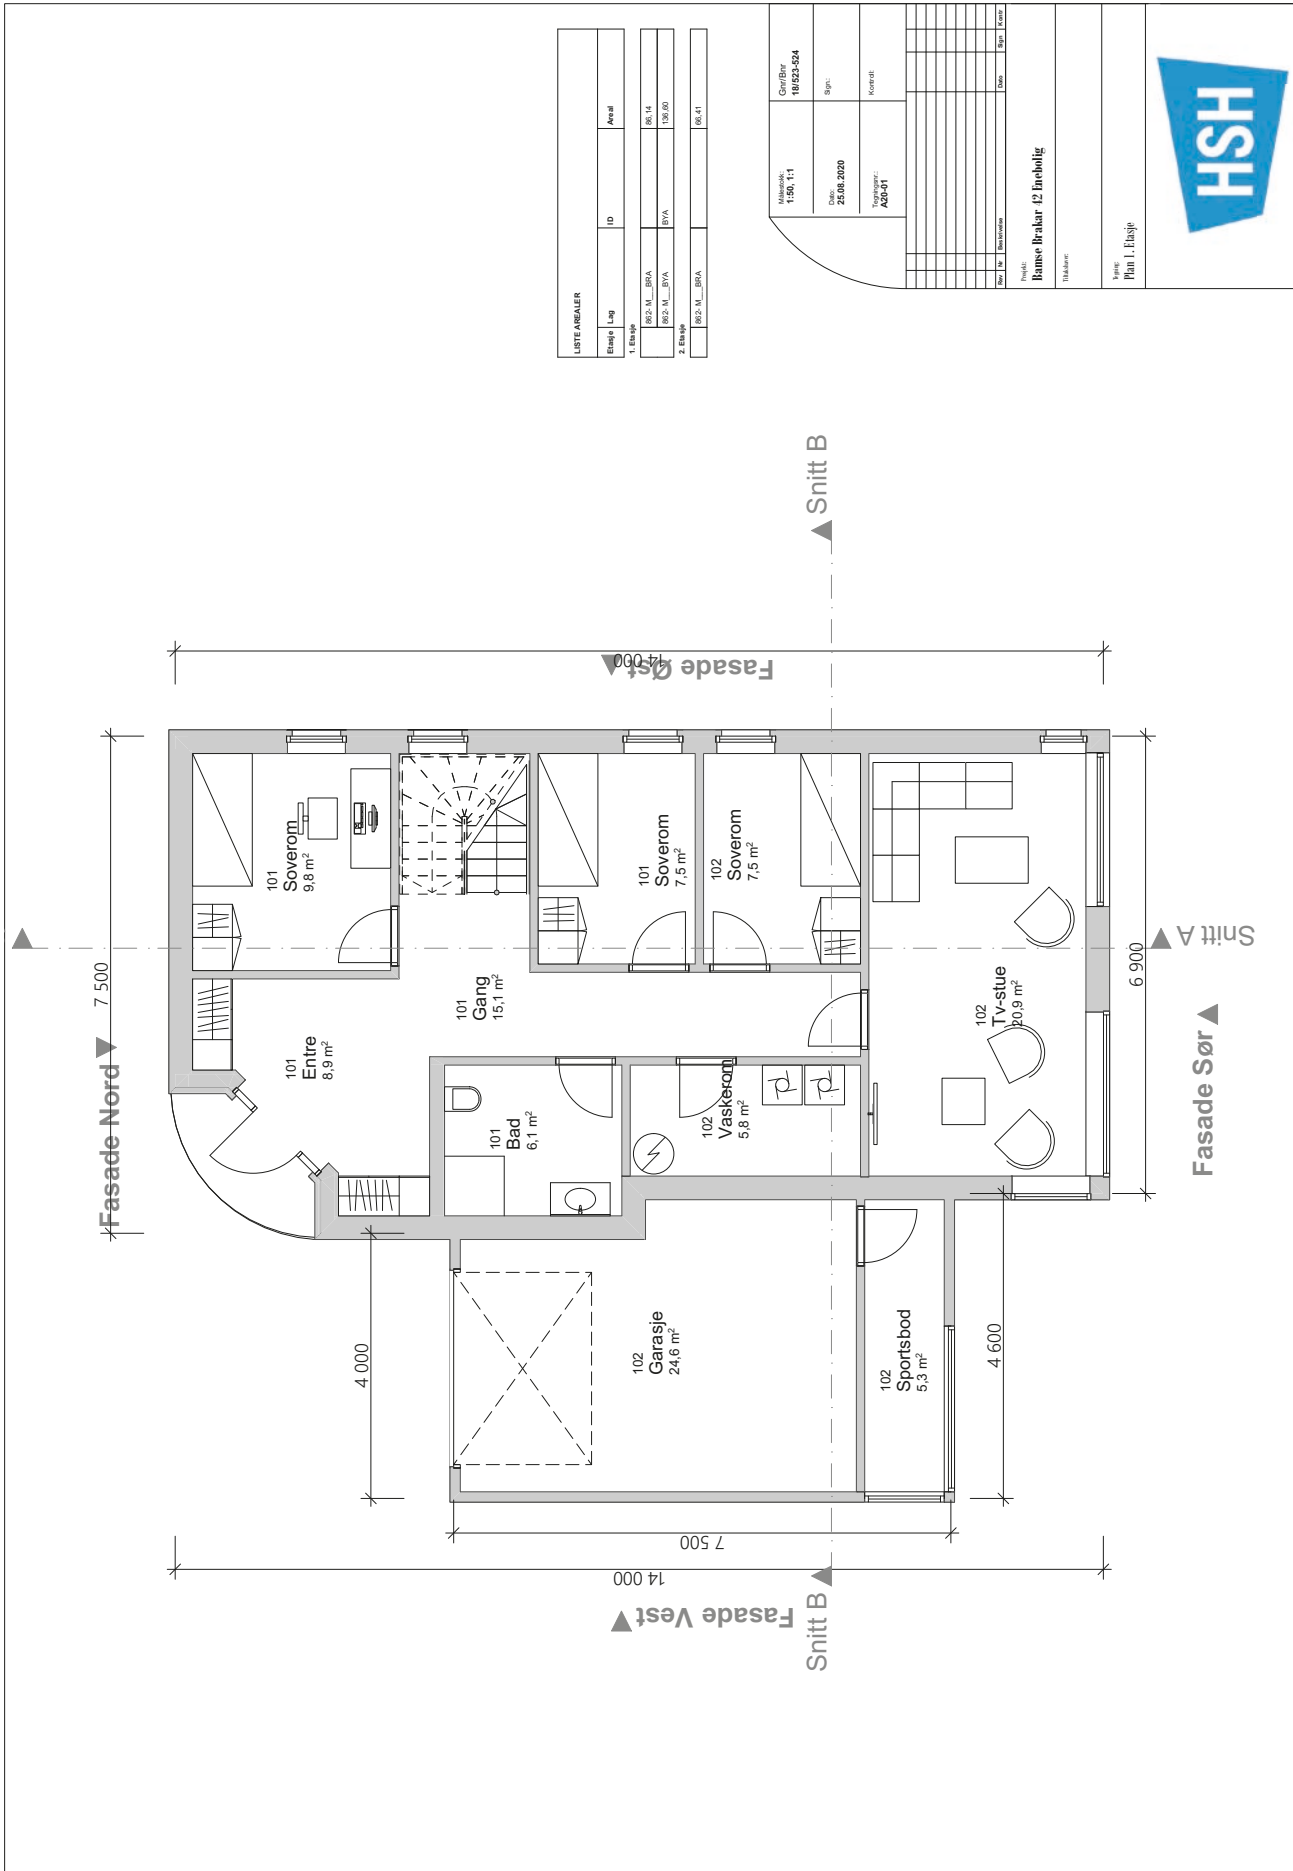 LISTE AREALER
Etasje Lag ID Areal
1. Etasje
862- M___BRA 86,14
862- M___BYA BYA 136,60
2. Etasje
862- M___BRA 66,41
Målestokk:
1:50, 1:1
Gnr/Bnr
18/523-524
Dato:
25.08.2020
Sign.:
Tegningsnr.:
A20-01
Kontroll:
Rev Nr Beskrivelse Dato Sign Kontr
Prosjekt:
Bamse Brakar 42 Enebolig
Tiltakshaver:
Tegning:
Plan 1. Etasje
HSH
Fasade Nord
7 500
Fasade Øst
14 000
Snitt B
Snitt A
6 900
Fasade Sør
4 600
4 000
7 500
14 000
Fasade Vest
Snitt B
101
Soverom
9,8 m²
101
Entre
8,9 m²
101
Gang
15,1 m²
101
Soverom
7,5 m²
102
Soverom
7,5 m²
101
Bad
6,1 m²
102
Vaskerom
5,8 m²
102
Tv-stue
20,9 m²
102
Garasje
24,6 m²
102
Sportsbod
5,3 m²